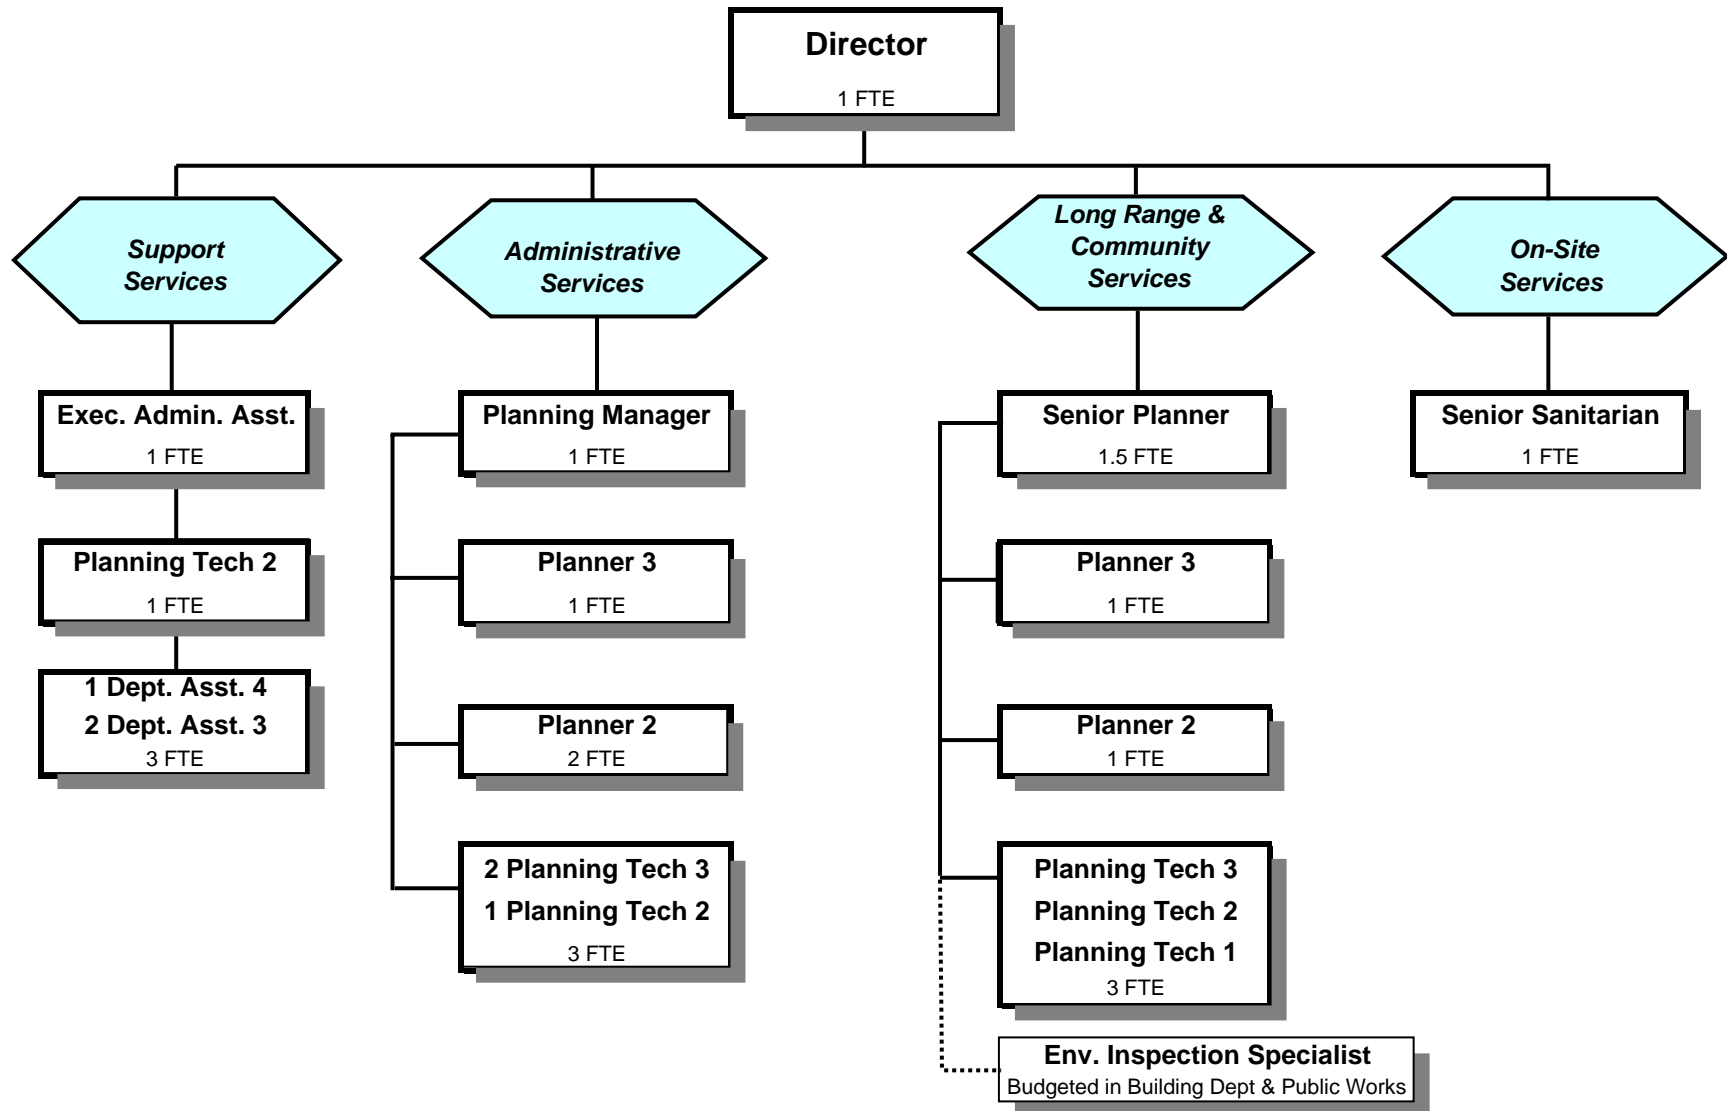 Director
1 FTE
Support
Services
Administrative
Services
Long Range &
Community
Services
On-Site
Services
Exec. Admin. Asst.
1 FTE
Planning Tech 2
1 FTE
1 Dept. Asst. 4
2 Dept. Asst. 3
3 FTE
Planning Manager
1 FTE
Planner 3
1 FTE
Planner 2
2 FTE
2 Planning Tech 3
1 Planning Tech 2
3 FTE
Senior Planner
1.5 FTE
Planner 3
1 FTE
Planner 2
1 FTE
Planning Tech 3
Planning Tech 2
Planning Tech 1
3 FTE
Env. Inspection Specialist
Budgeted in Building Dept & Public Works
Senior Sanitarian
1 FTE